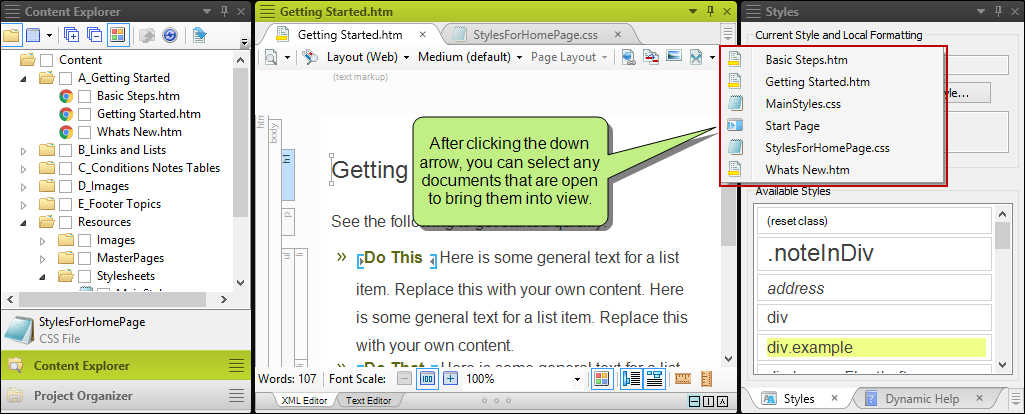 Content Explorer
Content
A_Getting Started
Basic Steps.htm
Getting Started.htm
Whats New.htm
B_Links and Lists
C_Conditions Notes Tables
D_Images
E_Footer Topics
Resources
Images
MasterPages
Stylesheets
StylesForHomePage
CSS File
Content Explorer
Project Organizer
Getting Started.htm
Getting Started.htm
StylesForHomePage.css
Layout (Web)
Medium (default)
Page Layout
(text markup)
htm
body
h1
p
ul
li
Getting
After clicking the down
arrow, you can select any
documents that are open
to bring them into view.
See the
»Do This Here is some general text for a list
item. Replace this with your own content. Here
is some general text for a list item. Replace this
with your own content.
»Do That Here is some general text for a list
Words: 107 Font Scale: 100 100%
XML Editor Text Editor
Styles
Current Style and Local Formatting
Basic Steps.htm
Getting Started.htm
MainStyles.css
Start Page
StylesForHomePage.css
Whats New.htm
Available Styles
(reset class)
.noteInDiv
address
div
div.example
Styles
Dynamic Help